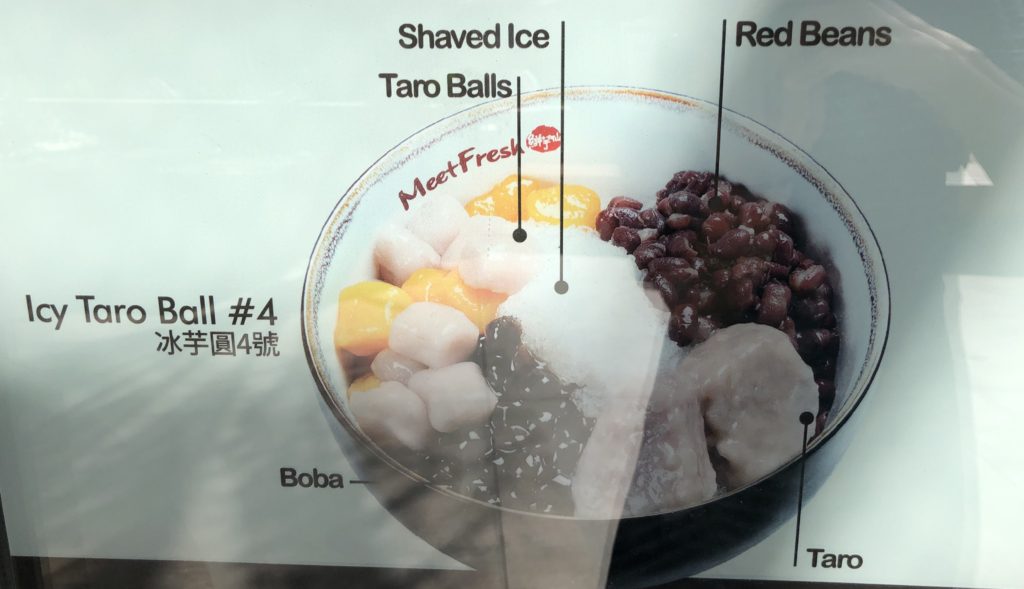 Shaved Ice
Red Beans
Taro Balls
MeetFresh
Icy Taro Ball #4
冰芋圓4號
Boba
Taro